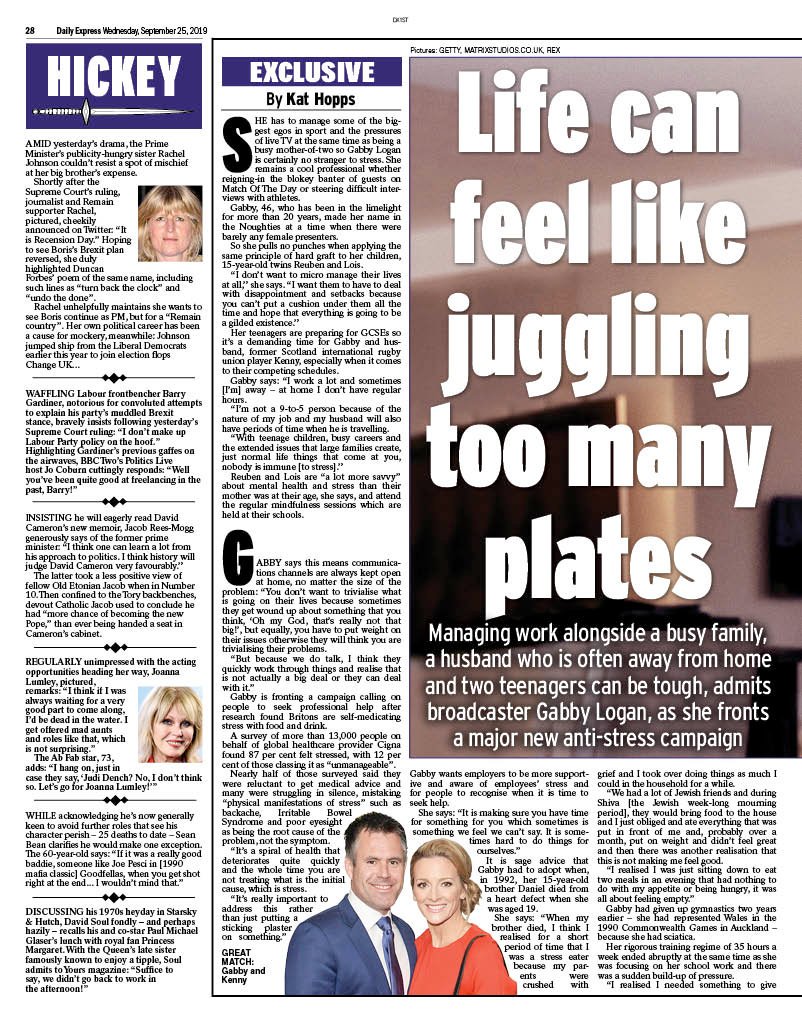 DX1ST
28 Daily Express Wednesday, September 25, 2019
HICKEY
AMID yesterday's drama, the Prime
Minister's publicity-hungry sister Rachel
Johnson couldn't resist a spot of mischief
at her big brother's expense.
Shortly after the
Supreme Court's ruling,
journalist and Remain
supporter Rachel,
pictured, cheekily
announced on Twitter: "It
is Recension Day." Hoping
to see Boris's Brexit plan
reversed, she duly
highlighted Duncan
Forbes' poem of the same name, including
such lines as "turn back the clock" and
"undo the done".
Rachel unhelpfully maintains she wants to
see Boris continue as PM, but for a "Remain
country". Her own political career has been
a cause for mockery, meanwhile: Johnson
jumped ship from the Liberal Democrats
earlier this year to join election flops
Change UK...
WAFFLING Labour frontbencher Barry
Gardiner, notorious for convoluted attempts
to explain his party's muddled Brexit
stance, bravely insists following yesterday's
Supreme Court ruling: "I don't make up
Labour Party policy on the hoof."
Highlighting Gardiner's previous gaffes on
the airwaves, BBC Two's Politics Live
host Jo Coburn cuttingly responds: "Well
you've been quite good at freelancing in the
past, Barry!"
INSISTING he will eagerly read David
Cameron's new memoir, Jacob Rees-Mogg
generously says of the former prime
minister: "I think one can learn a lot from
his approach to politics. I think history will
judge David Cameron very favourably."
The latter took a less positive view of
fellow Old Etonian Jacob when in Number
10. Then confined to the Tory backbenches,
devout Catholic Jacob used to conclude he
had "more chance of becoming the new
Pope," than ever being handed a seat in
Cameron's cabinet.
REGULARLY unimpressed with the acting
opportunities heading her way, Joanna
Lumley, pictured,
remarks: "I think if I was
always waiting for a very
good part to come along,
I'd be dead in the water. I
get offered mad aunts
and roles like that, which
is not surprising."
The Ab Fab star, 73,
adds: "I hang on, just in
case they say, 'Judi Dench? No, I don't think
so. Let's go for Joanna Lumley!'"
WHILE acknowledging he's now generally
keen to avoid further roles that see his
character perish – 25 deaths to date – Sean
Bean clarifies he would make one exception.
The 60-year-old says: "If it was a really good
baddie, someone like Joe Pesci in [1990
mafia classic] Goodfellas, when you get shot
right at the end... I wouldn't mind that."
DISCUSSING his 1970s heyday in Starsky
& Hutch, David Soul fondly – and perhaps
hazily – recalls his and co-star Paul Michael
Glaser's lunch with royal fan Princess
Margaret. With the Queen's late sister
famously known to enjoy a tipple, Soul
admits to Yours magazine: "Suffice to
say, we didn't go back to work in
the afternoon!"
EXCLUSIVE
By Kat Hopps
SHE has to manage some of the big-
gest egos in sport and the pressures
of live TV at the same time as being a
busy mother-of-two so Gabby Logan
is certainly no stranger to stress. She
remains a cool professional whether
reigning-in the blokey banter of guests on
Match Of The Day or steering difficult inter-
views with athletes.
Gabby, 46, who has been in the limelight
for more than 20 years, made her name in
the Noughties at a time when there were
barely any female presenters.
So she pulls no punches when applying the
same principle of hard graft to her children,
15-year-old twins Reuben and Lois.
"I don't want to micro manage their lives
at all," she says. "I want them to have to deal
with disappointment and setbacks because
you can't put a cushion under them all the
time and hope that everything is going to be
a gilded existence."
Her teenagers are preparing for GCSEs so
it's a demanding time for Gabby and hus-
band, former Scotland international rugby
union player Kenny, especially when it comes
to their competing schedules.
Gabby says: "I work a lot and sometimes
[I'm] away – at home I don't have regular
hours.
"I'm not a 9-to-5 person because of the
nature of my job and my husband will also
have periods of time when he is travelling.
"With teenage children, busy careers and
the extended issues that large families create,
just normal life things that come at you,
nobody is immune [to stress]."
Reuben and Lois are "a lot more savvy"
about mental health and stress than their
mother was at their age, she says, and attend
the regular mindfulness sessions which are
held at their schools.
GABBY says this means communica-
tions channels are always kept open
at home, no matter the size of the
problem: "You don't want to trivialise what
is going on their lives because sometimes
they get wound up about something that you
think, 'Oh my God, that's really not that
big!', but equally, you have to put weight on
their issues otherwise they will think you are
trivialising their problems.
"But because we do talk, I think they
quickly work through things and realise that
is not actually a big deal or they can deal
with it."
Gabby is fronting a campaign calling on
people to seek professional help after
research found Britons are self-medicating
stress with food and drink.
A survey of more than 13,000 people on
behalf of global healthcare provider Cigna
found 87 per cent felt stressed, with 12 per
cent of those classing it as "unmanageable".
Nearly half of those surveyed said they
were reluctant to get medical advice and
many were struggling in silence, mistaking
"physical manifestations of stress" such as
backache, Irritable Bowel
Syndrome and poor eyesight
as being the root cause of the
problem, not the symptom.
"It's a spiral of health that
deteriorates quite quickly
and the whole time you are
not treating what is the initial
cause, which is stress.
"It's really important to
address this rather
than just putting a
sticking plaster
on something."
GREAT
MATCH:
Gabby and
Kenny
Pictures: GETTY, MATRIXSTUDIOS.CO.UK, REX
Life can
feel like
juggling
too many
plates
Managing work alongside a busy family,
a husband who is often away from home
and two teenagers can be tough, admits
broadcaster Gabby Logan, as she fronts
a major new anti-stress campaign
Gabby wants employers to be more support-
ive and aware of employees' stress and
for people to recognise when it is time to
seek help.
She says: "It is making sure you have time
for something for you which sometimes is
something we feel we can't say. It is some-
times hard to do things for
ourselves."
It is sage advice that
Gabby had to adopt when,
in 1992, her 15-year-old
brother Daniel died from
a heart defect when she
was aged 19.
She says: "When my
brother died, I think I
realised for a short
period of time that I
was a stress eater
because my par-
ents were
crushed with
grief and I took over doing things as much I
could in the household for a while.
"We had a lot of Jewish friends and during
Shiva [the Jewish week-long mourning
period], they would bring food to the house
and I just obliged and ate everything that was
put in front of me and, probably over a
month, put on weight and didn't feel great
and then there was another realisation that
this is not making me feel good.
"I realised I was just sitting down to eat
two meals in an evening that had nothing to
do with my appetite or being hungry, it was
all about feeling empty."
Gabby had given up gymnastics two years
earlier – she had represented Wales in the
1990 Commonwealth Games in Auckland –
because she had sciatica.
Her rigorous training regime of 35 hours a
week ended abruptly at the same time as she
was focusing on her school work and there
was a sudden build-up of pressure.
"I realised I needed something to give